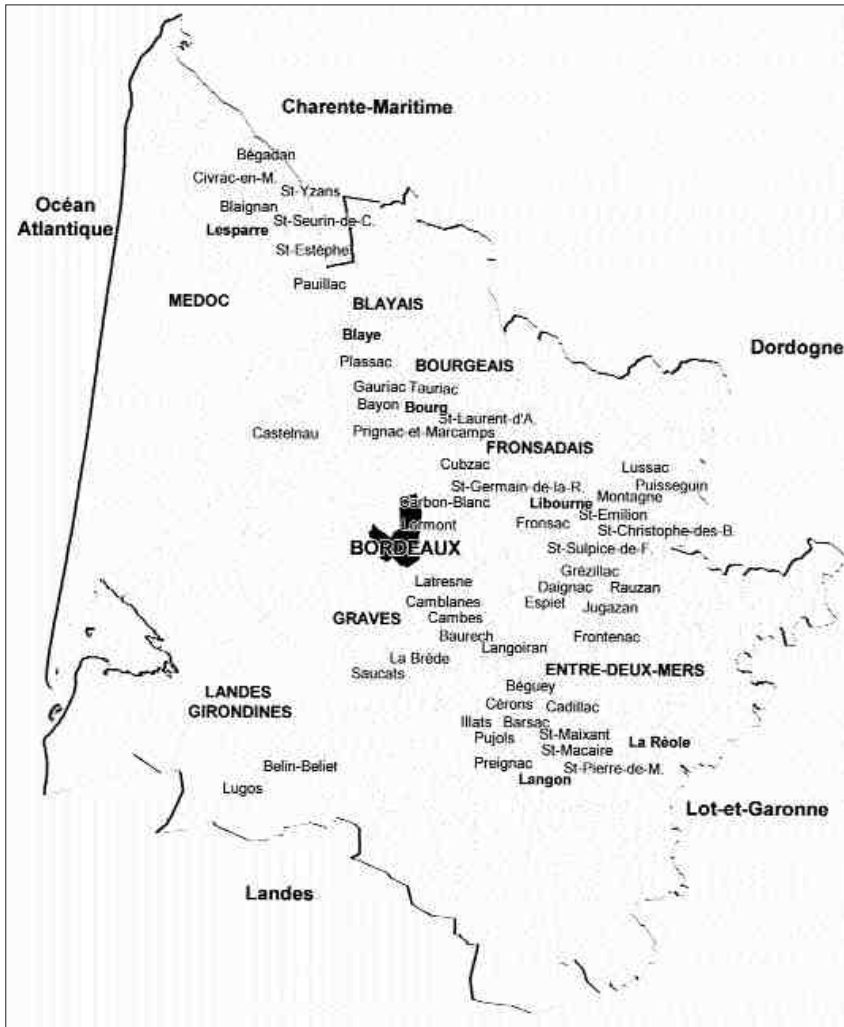 Charente-Maritime
Bégadan
Civrac-en-M.
St-Yzans
Océan
Atlantique
Blaignan
St-Seurin-de-C.
Lesparre
St-Estèphe
Pauillac
MEDOC
BLAYAIS
Blaye
Dordogne
Plassac
BOURGEAIS
Gauriac Tauriac
Bayon Bourg
St-Laurent-d'A.
Castelnau
Prignac-et-Marcamps
FRONSADAIS
Cubzac
Lussac
St-Germain-de-la-R.
Puisseguin
Carbon-Blanc
Libourne
Montagne
Lormont
Fronsac
St-Emilion
St-Christophe-des-B.
BORDEAUX
St-Sulpice-de-F.
Grézillac
Latresne
Daignac
Rauzan
Camblanes
Espiet
Jugazan
GRAVES
Cambes
Baurech
Frontenac
Langoiran
La Brède
Saucats
ENTRE-DEUX-MERS
LANDES
GIRONDINES
Béguey
Cérons
Cadillac
Illats
Barsac
Pujols
St-Maixant
La Réole
St-Macaire
Belin-Beliet
Preignac
St-Pierre-de-M.
Lugos
Langon
Lot-et-Garonne
Landes